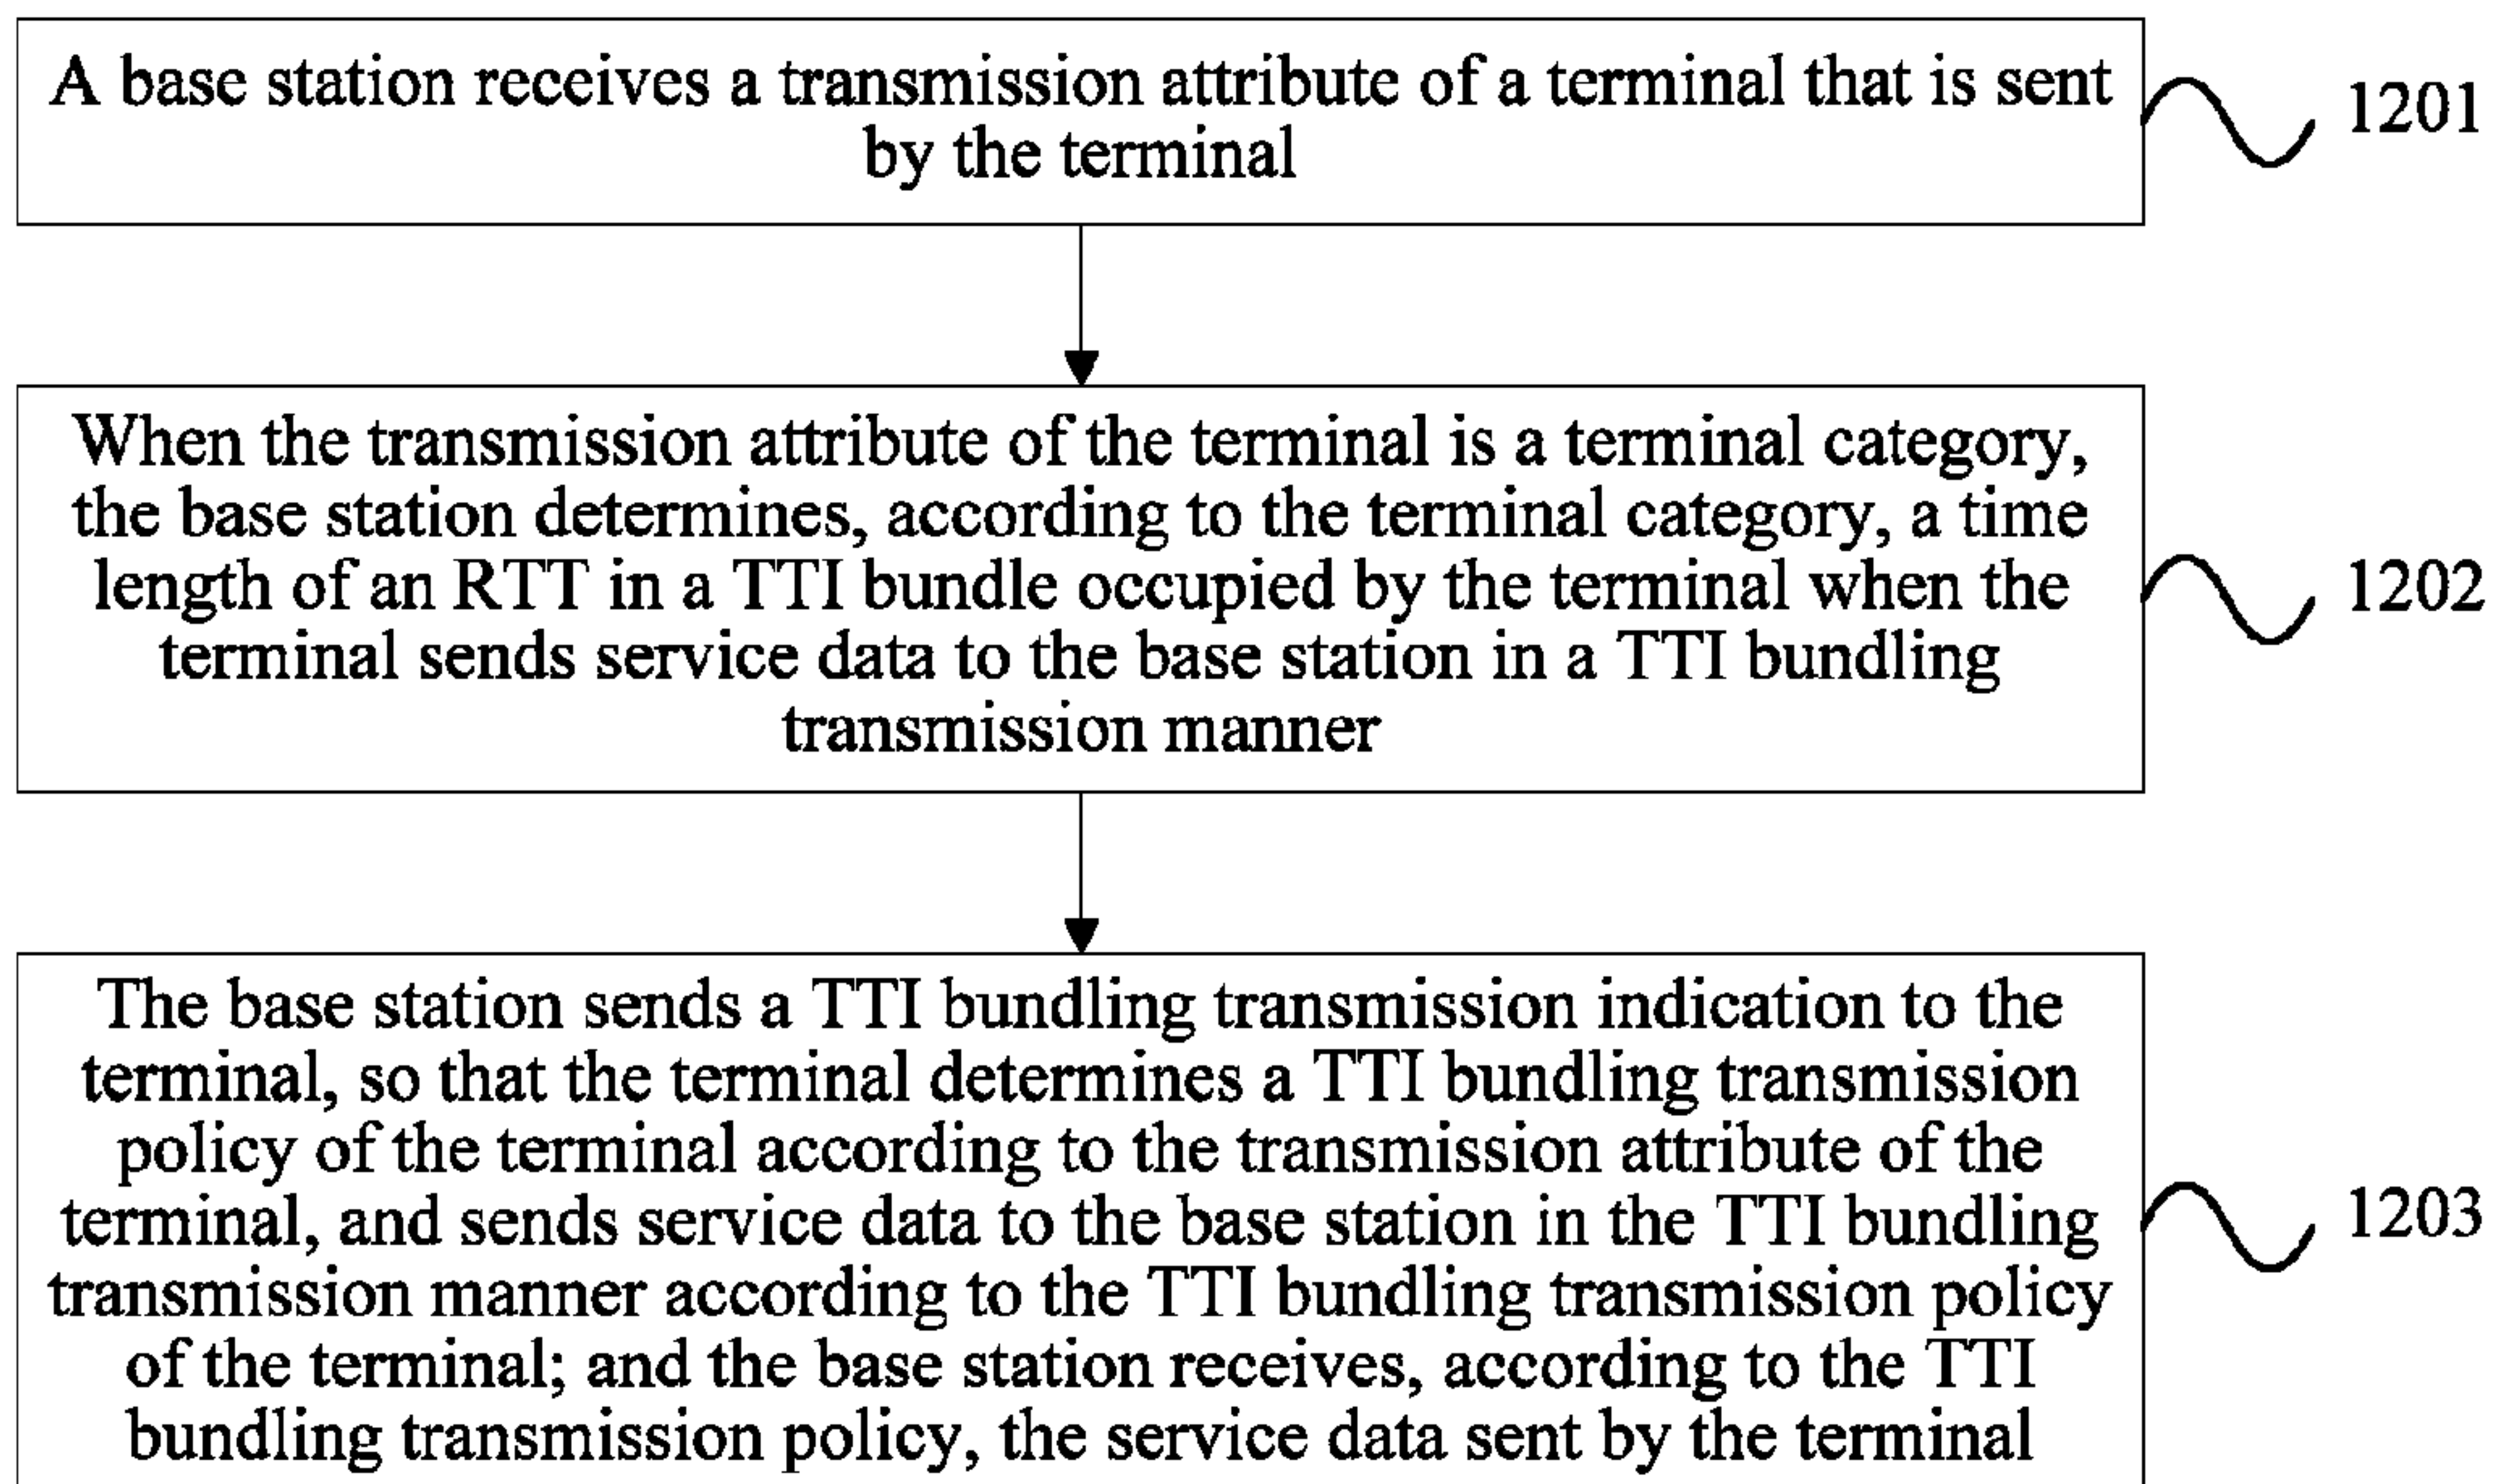 A base station receives a transmission attribute of a terminal that is sent
by the terminal
1201
When the transmission attribute of the terminal is a terminal category,
the base station determines, according to the terminal category, a time
length of an RTT in a TTI bundle occupied by the terminal when the
terminal sends service data to the base station in a TTI bundling
transmission manner
1202
The base station sends a TTI bundling transmission indication to the
terminal, so that the terminal determines a TTI bundling transmission
policy of the terminal according to the transmission attribute of the
terminal, and sends service data to the base station in the TTI bundling
transmission manner according to the TTI bundling transmission policy
of the terminal; and the base station receives, according to the TTI
bundling transmission policy, the service data sent by the terminal
1203